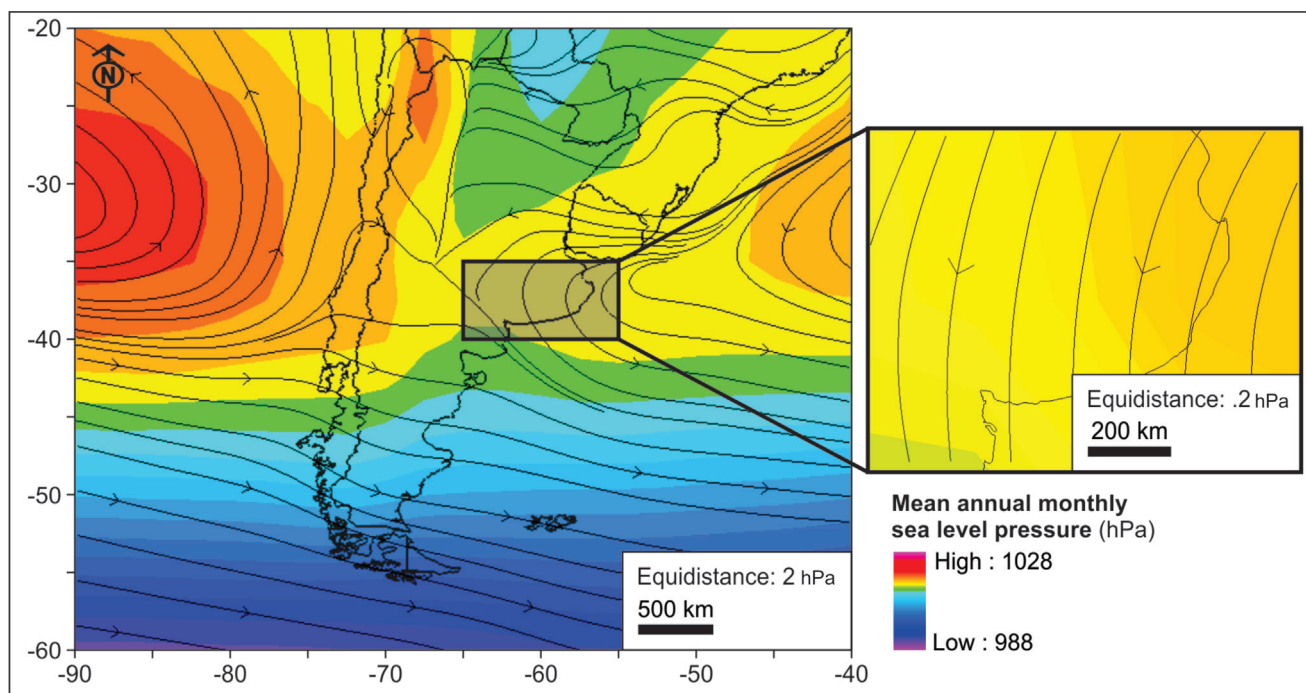 -20
-30
-40
-50
-60
-90
-80
-70
-60
-50
-40
N
Equidistance: 2 hPa
500 km
Equidistance: .2 hPa
200 km
Mean annual monthly
sea level pressure (hPa)
High : 1028
Low : 988